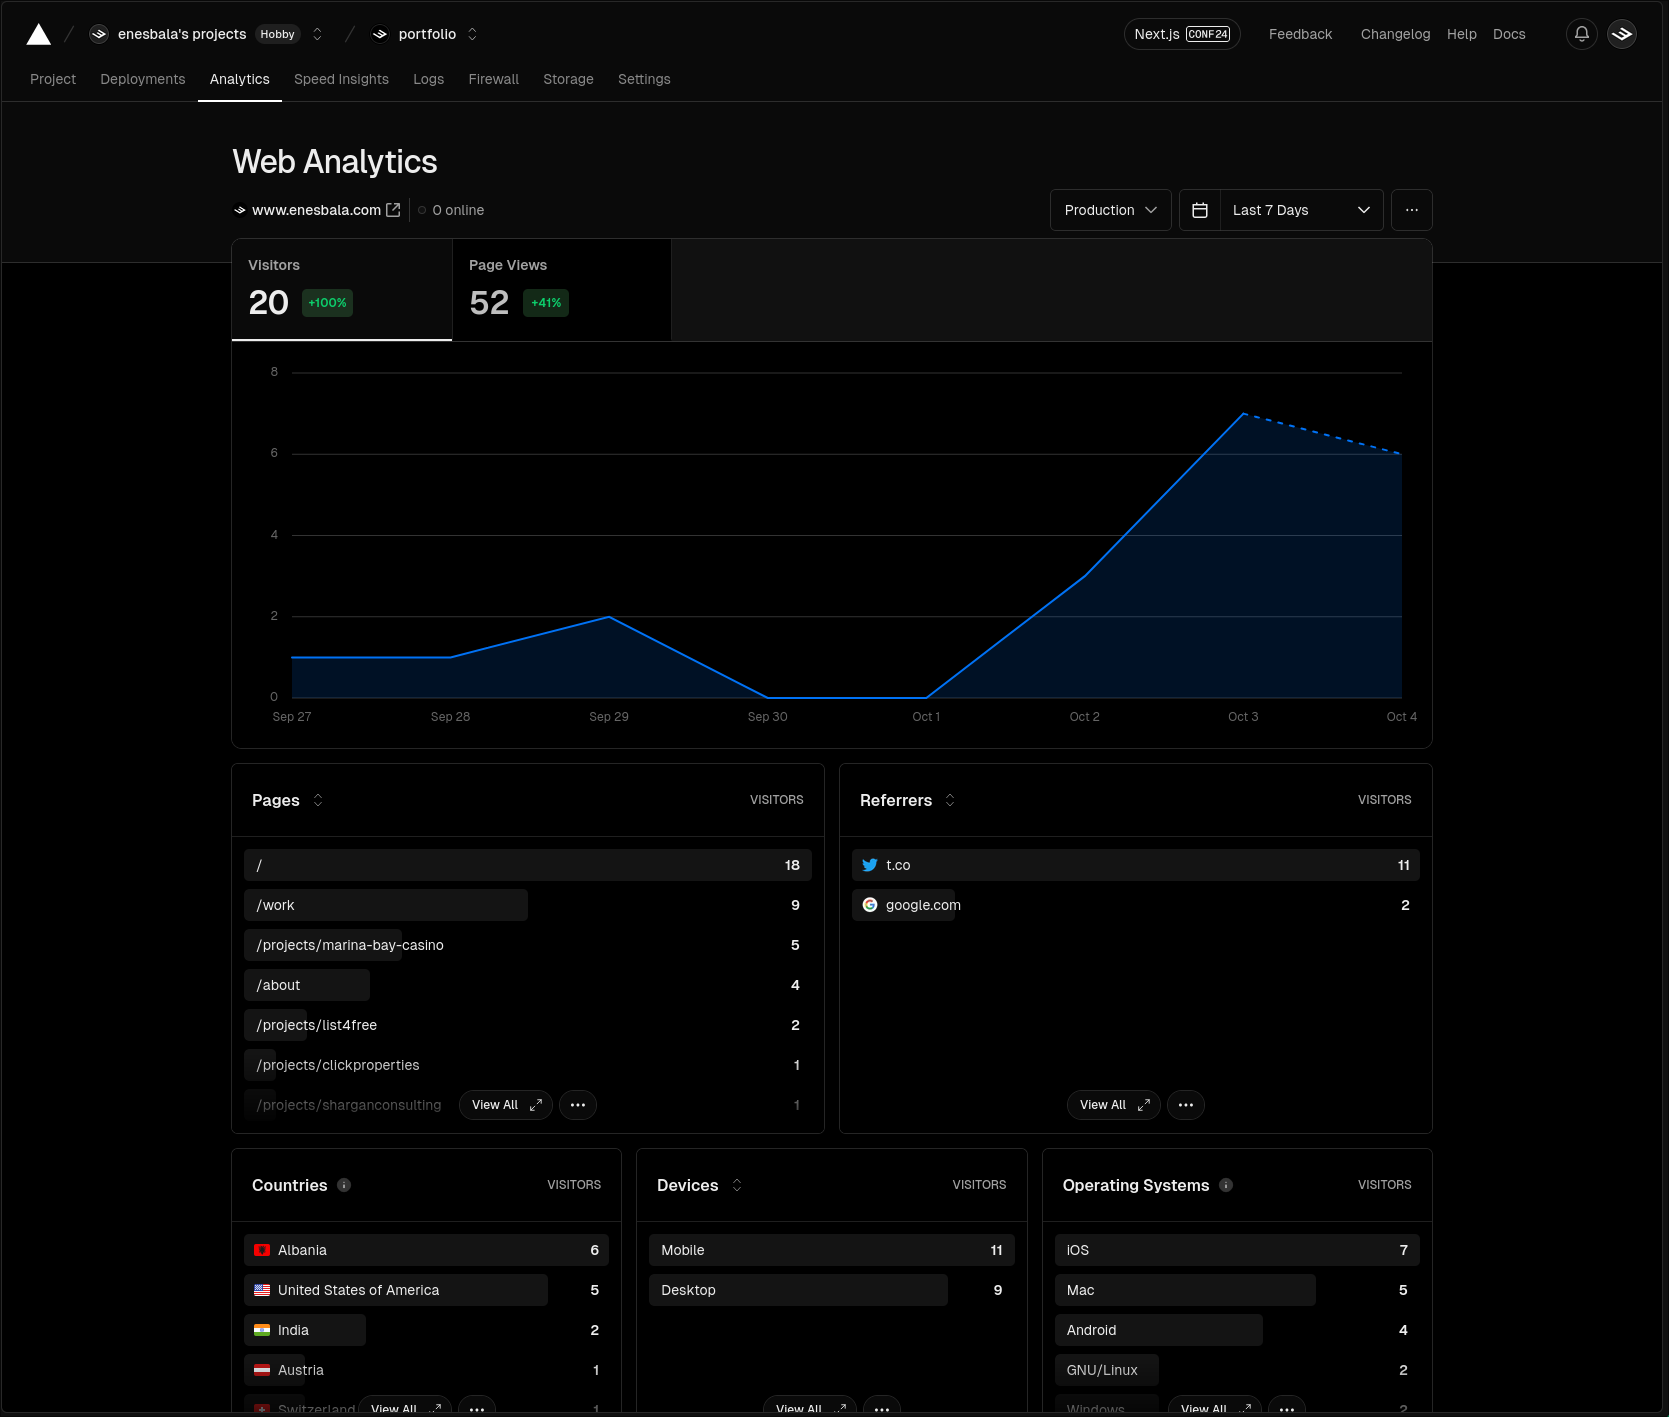 enesbala's projects Hobby portfolio Next.js CONF24 Feedback Changelog Help Docs
Project Deployments Analytics Speed Insights Logs Firewall Storage Settings
Web Analytics
www.enesbala.com 0 online Production Last 7 Days
Visitors Page Views
20 +100% 52 +41%
8
6
4
2
0
Sep 27 Sep 28 Sep 29 Sep 30 Oct 1 Oct 2 Oct 3 Oct 4
Pages VISITORS
/ 18
/work 9
/projects/marina-bay-casino 5
/about 4
/projects/list4free 2
/projects/clickproperties 1
/projects/sharganconsulting 1
View All
Referrers VISITORS
t.co 11
google.com 2
View All
Countries VISITORS
Albania 6
United States of America 5
India 2
Austria 1
Switzerland 1
View All
Devices VISITORS
Mobile 11
Desktop 9
View All
Operating Systems VISITORS
iOS 7
Mac 5
Android 4
GNU/Linux 2
Windows 2
View All